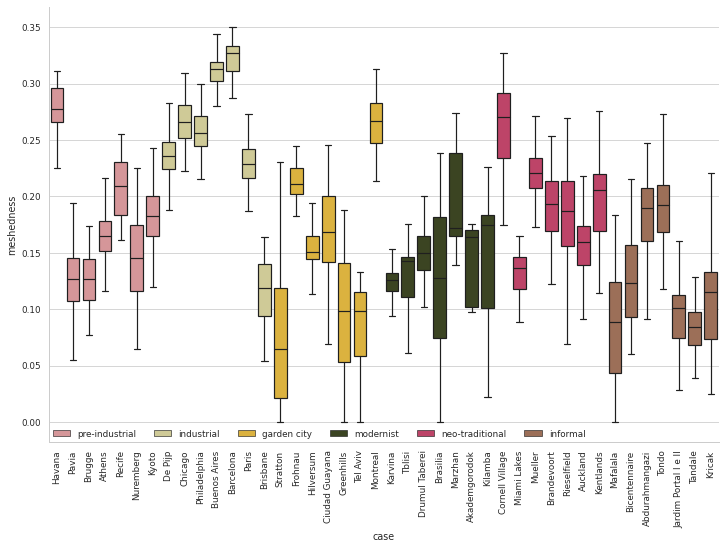 meshedness
0.35
0.30
0.25
0.20
0.15
0.10
0.05
0.00
pre-industrial industrial garden city modernist neo-traditional informal
Havana
Pavia
Brugge
Athens
Recife
Nuremberg
Kyoto
De Pijp
Chicago
Philadelphia
Buenos Aires
Barcelona
Paris
Brisbane
Stratton
Frohnau
Hilversum
Ciudad Guayana
Greenhills
Tel Aviv
Montreal
Karvina
Tblisi
Drumul Taberei
Brasilia
Marzhan
Akademgorodok
Kilamba
Cornell Village
Miami Lakes
Mueller
Brandevoort
Rieselfield
Auckland
Kentlands
Mafalala
Bicentennaire
Abdurahmangazi
Tondo
Jardim Portal I e II
Tandale
Kricak
case